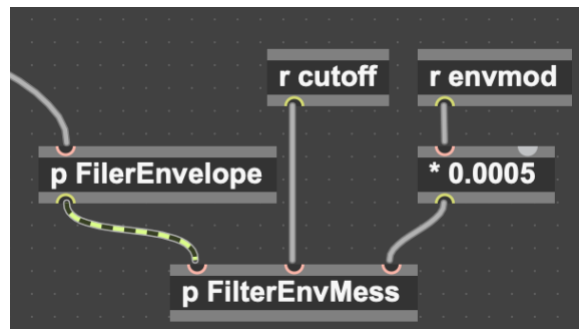 r cutoff
r envmod
p FilerEnvelope
* 0.0005
p FilterEnvMess